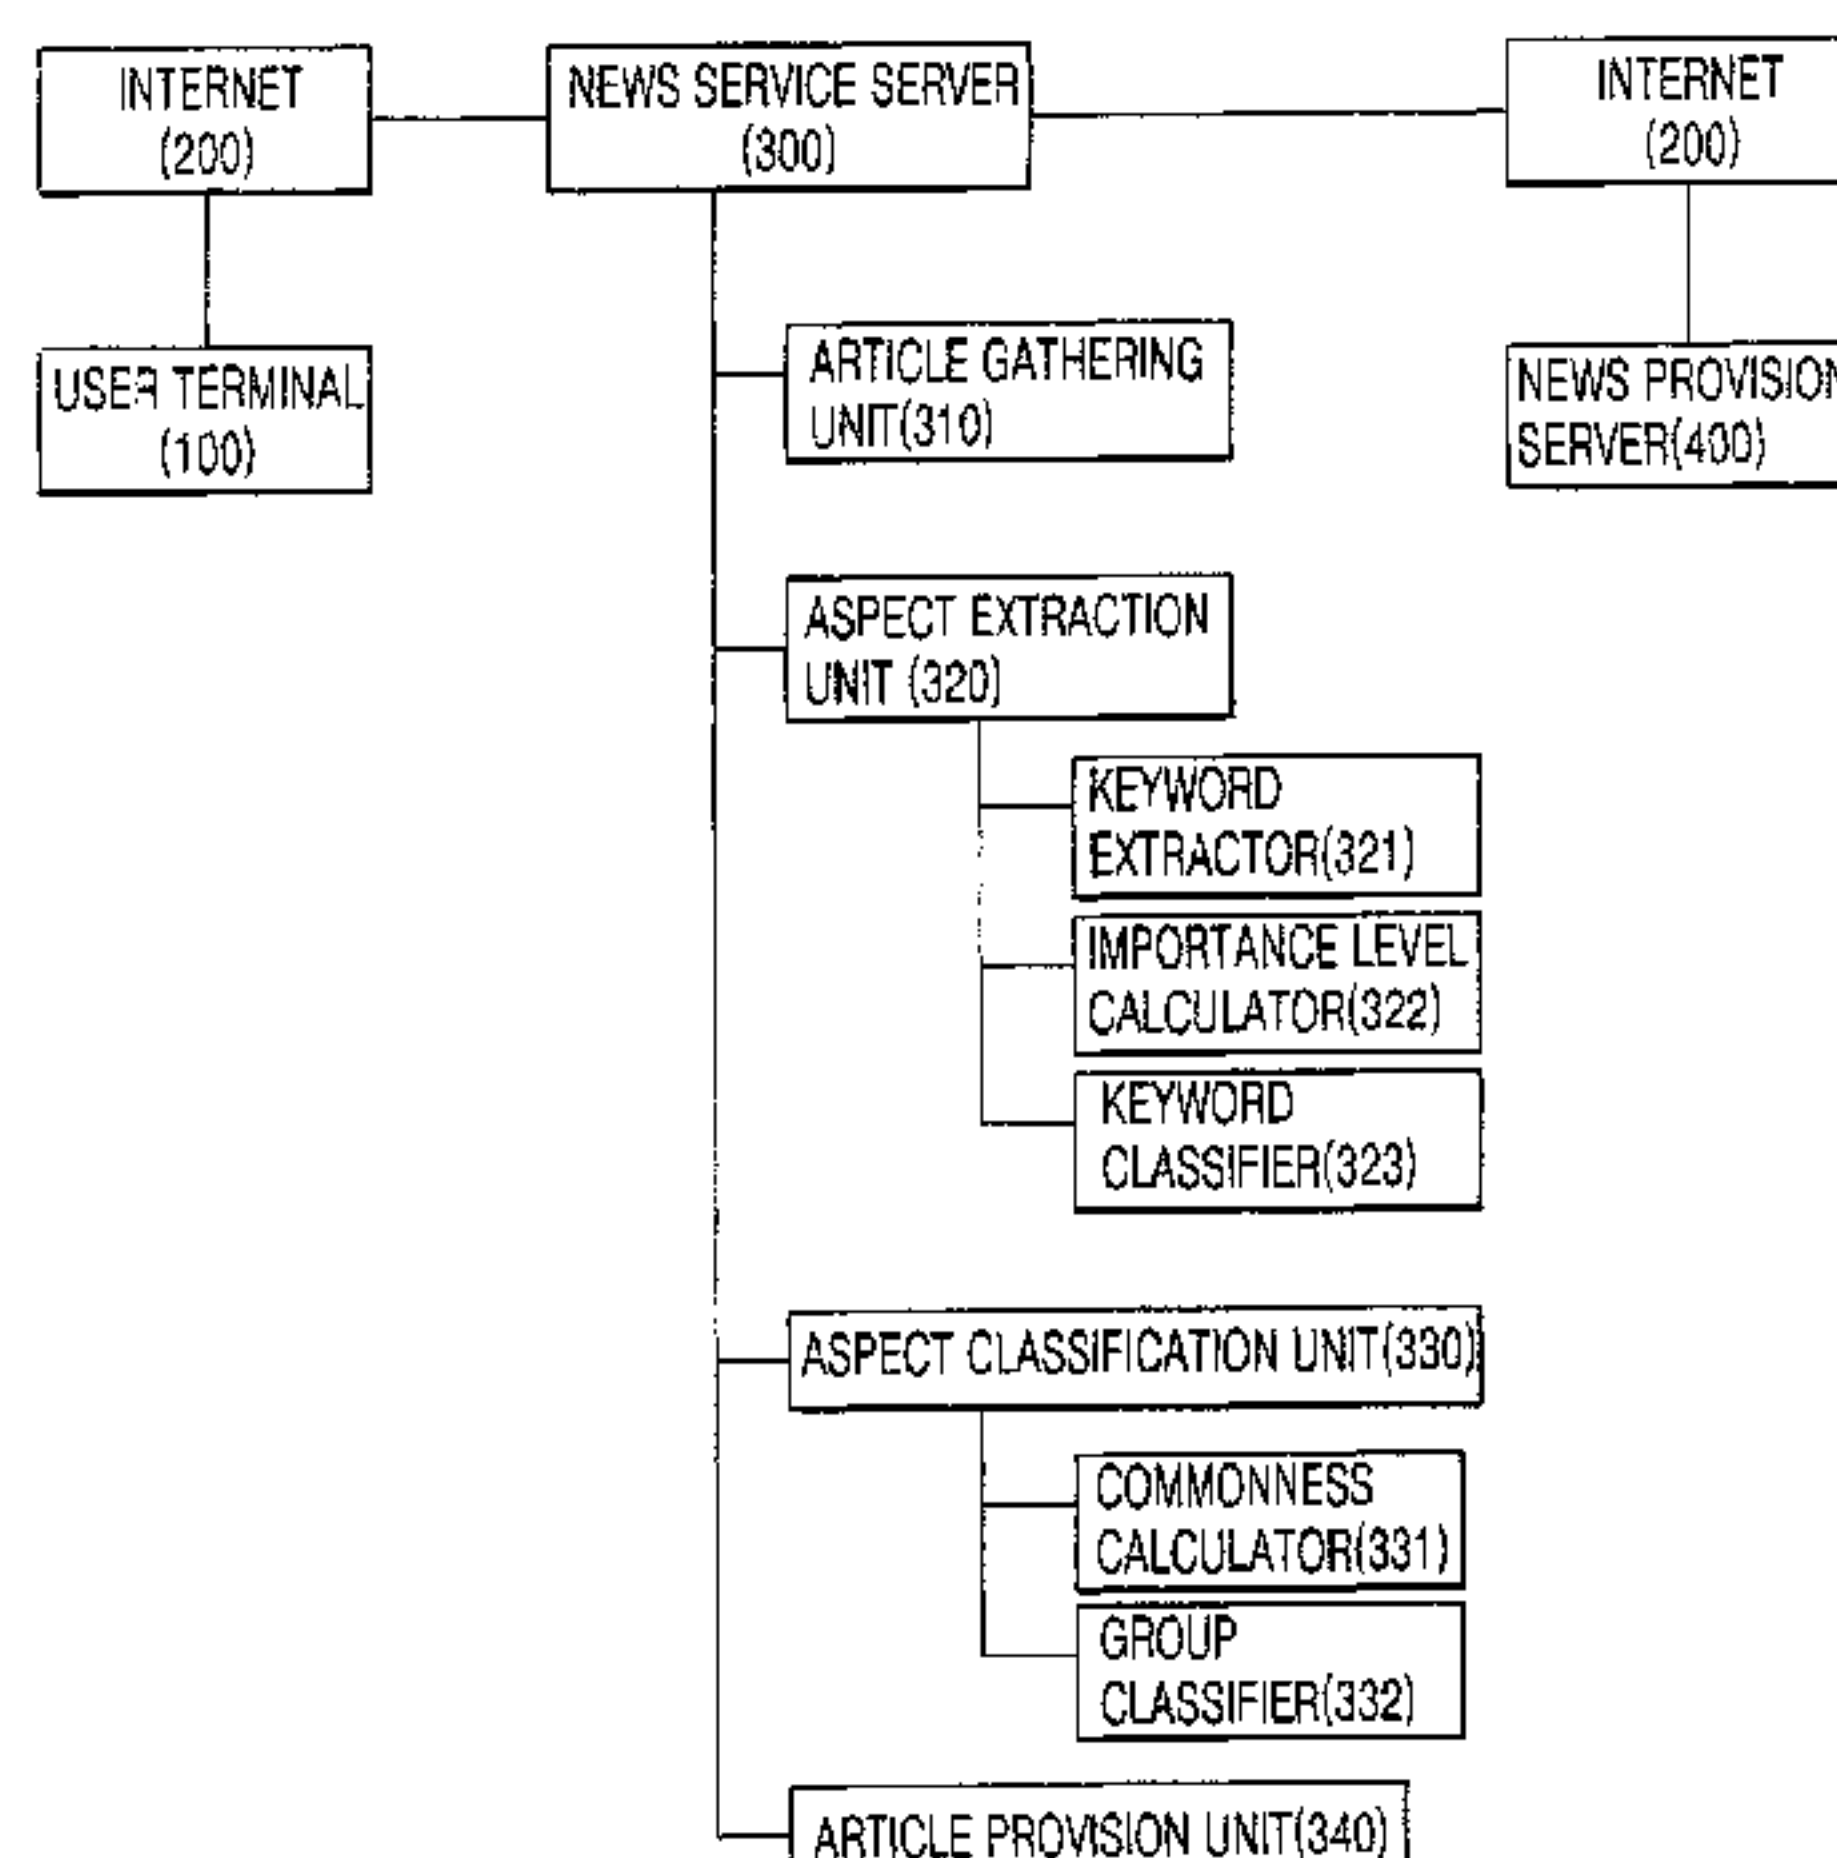 INTERNET
(200)
NEWS SERVICE SERVER
(300)
INTERNET
(200)
USER TERMINAL
(100)
ARTICLE GATHERING
UNIT(310)
NEWS PROVISION
SERVER(400)
ASPECT EXTRACTION
UNIT (320)
KEYWORD
EXTRACTOR(321)
IMPORTANCE LEVEL
CALCULATOR(322)
KEYWORD
CLASSIFIER(323)
ASPECT CLASSIFICATION UNIT(330)
COMMONNESS
CALCULATOR(331)
GROUP
CLASSIFIER(332)
ARTICLE PROVISION UNIT(340)